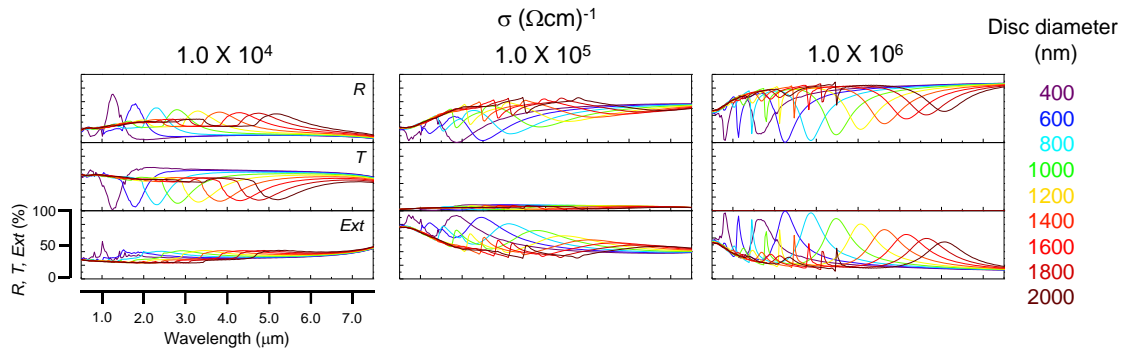 σ (Ωcm)⁻¹
1.0 X 10⁴
1.0 X 10⁵
1.0 X 10⁶
Disc diameter
(nm)
R
T
Ext
R, T, Ext (%)
100
50
0
1.0 2.0 3.0 4.0 5.0 6.0 7.0
Wavelength (μm)
400
600
800
1000
1200
1400
1600
1800
2000